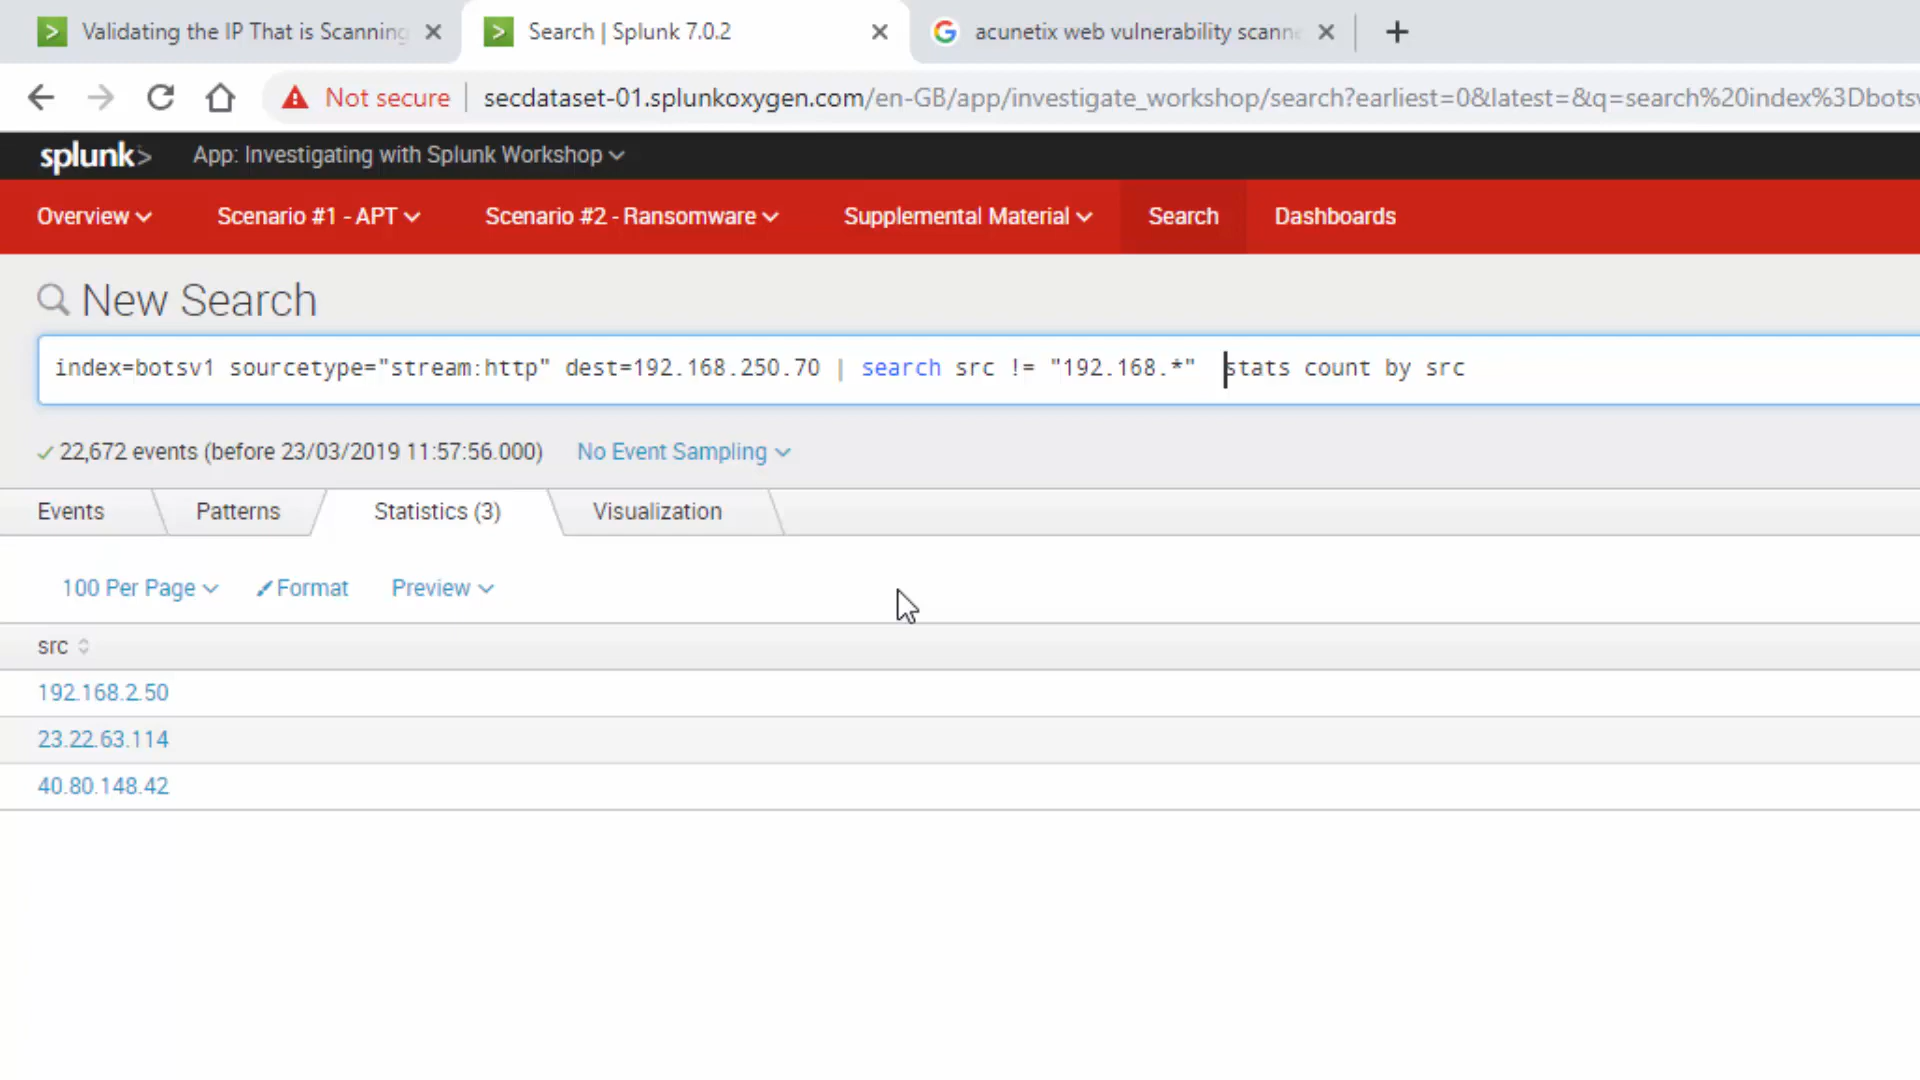 Validating the IP That is Scanning
Search | Splunk 7.0.2
acunetix web vulnerability scann
Not secure
secdataset-01.splunkoxygen.com/en-GB/app/investigate_workshop/search?earliest=0&latest=&q=search%20index%3Dbots
splunk> App: Investigating with Splunk Workshop
Overview Scenario #1 - APT Scenario #2 - Ransomware Supplemental Material Search Dashboards
New Search
index=botsv1 sourcetype="stream:http" dest=192.168.250.70 | search src != "192.168.*" stats count by src
22,672 events (before 23/03/2019 11:57:56.000) No Event Sampling
Events Patterns Statistics (3) Visualization
100 Per Page Format Preview
src
192.168.2.50
23.22.63.114
40.80.148.42